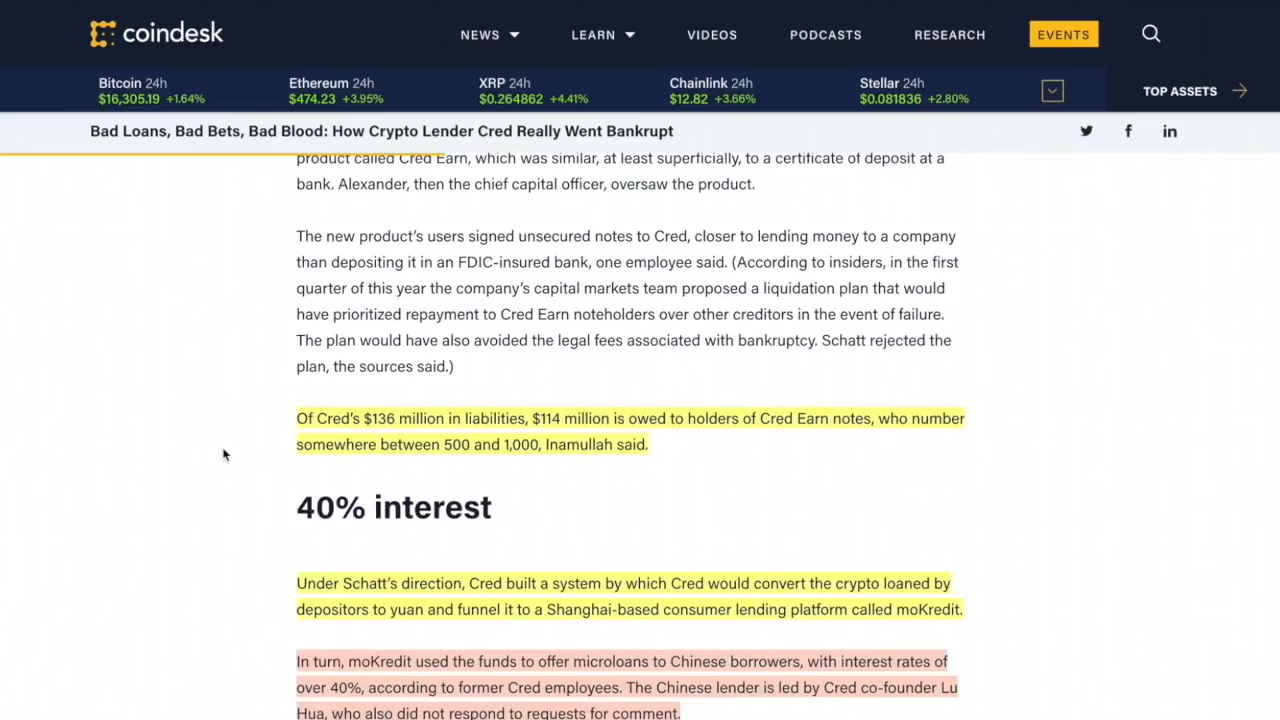 coindesk
NEWS LEARN VIDEOS PODCASTS RESEARCH EVENTS
Bitcoin 24h Ethereum 24h XRP 24h Chainlink 24h Stellar 24h
$16,305.19 +1.64% $474.23 +3.95% $0.264862 +4.41% $12.82 +3.66% $0.081836 +2.80%
TOP ASSETS
Bad Loans, Bad Bets, Bad Blood: How Crypto Lender Cred Really Went Bankrupt
product called Cred Earn, which was similar, at least superficially, to a certificate of deposit at a
bank. Alexander, then the chief capital officer, oversaw the product.
The new product's users signed unsecured notes to Cred, closer to lending money to a company
than depositing it in an FDIC-insured bank, one employee said. (According to insiders, in the first
quarter of this year the company's capital markets team proposed a liquidation plan that would
have prioritized repayment to Cred Earn noteholders over other creditors in the event of failure.
The plan would have also avoided the legal fees associated with bankruptcy. Schatt rejected the
plan, the sources said.)
Of Cred's $136 million in liabilities, $114 million is owed to holders of Cred Earn notes, who number
somewhere between 500 and 1,000, Inamullah said.
40% interest
Under Schatt's direction, Cred built a system by which Cred would convert the crypto loaned by
depositors to yuan and funnel it to a Shanghai-based consumer lending platform called moKredit.
In turn, moKredit used the funds to offer microloans to Chinese borrowers, with interest rates of
over 40%, according to former Cred employees. The Chinese lender is led by Cred co-founder Lu
Hua, who also did not respond to requests for comment.